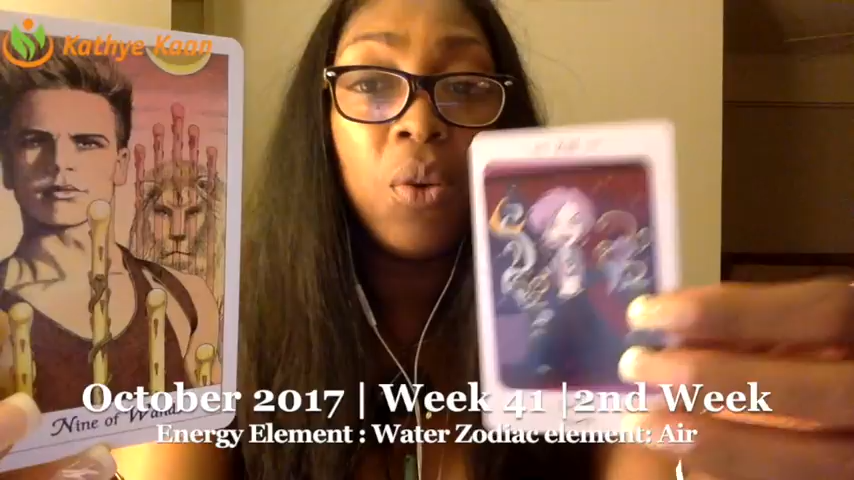 Kathye Kaan
Nine of Wands
October 2017 | Week 41 |2nd Week
Energy Element : Water Zodiac element: Air